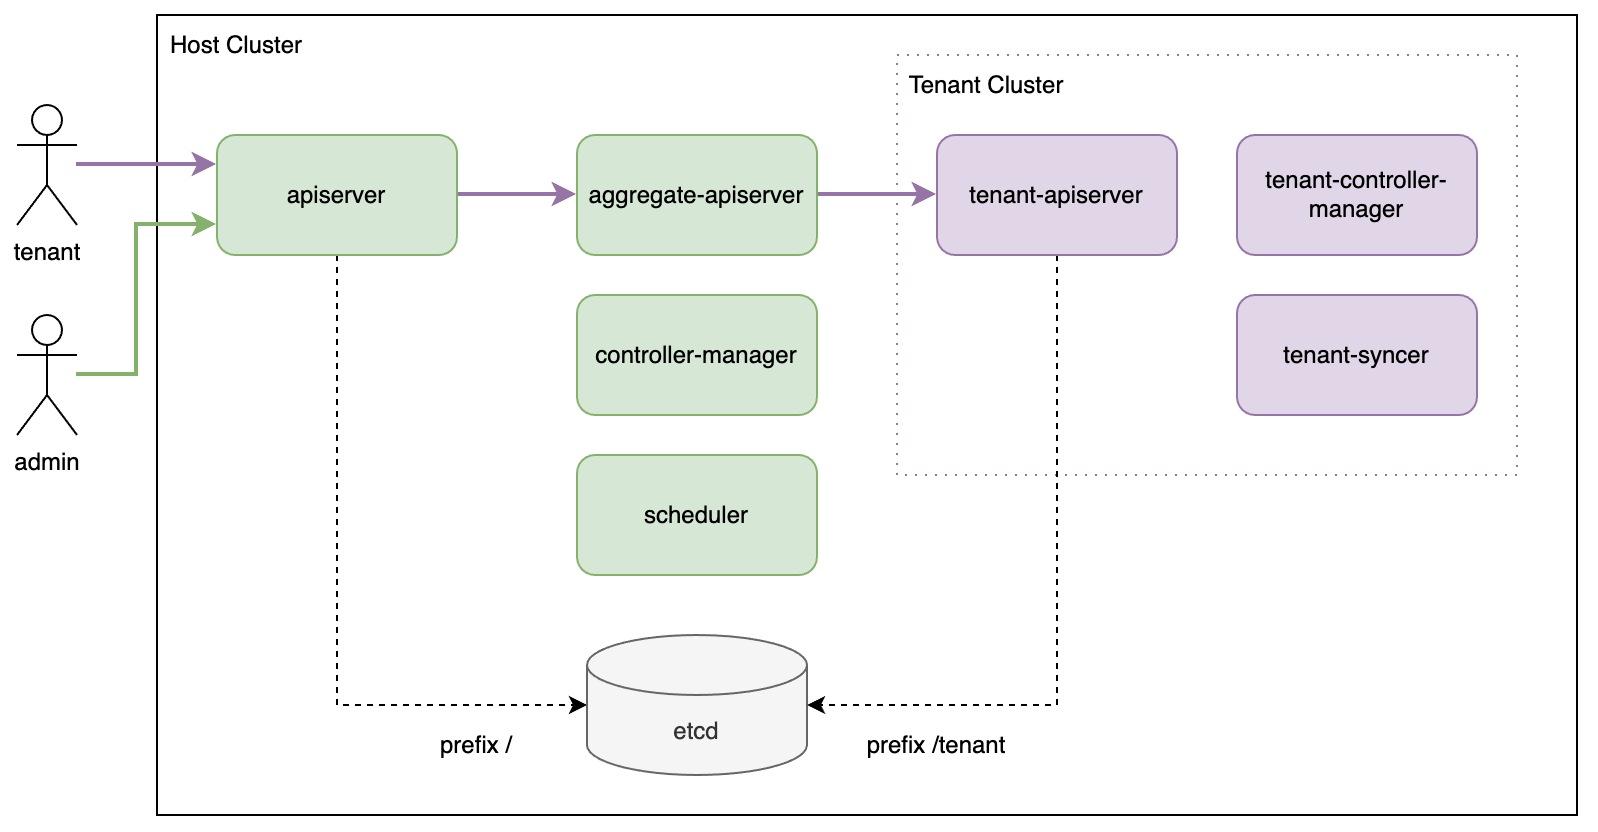 Host Cluster
Tenant Cluster
tenant
apiserver
aggregate-apiserver
tenant-apiserver
tenant-controller-
manager
admin
controller-manager
tenant-syncer
scheduler
etcd
prefix /
prefix /tenant